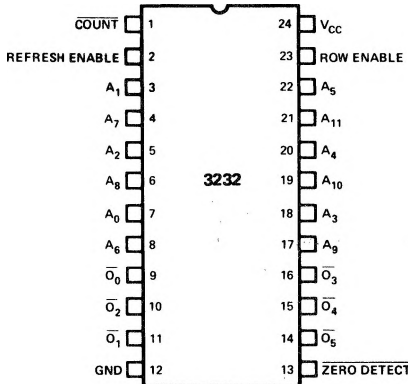 COUNT 1 24 VCC
REFRESH ENABLE 2 23 ROW ENABLE
A1 3 22 A5
A7 4 21 A11
A2 5 20 A4
A8 6 3232 19 A10
A0 7 18 A3
A6 8 17 A9
O0 9 16 O3
O2 10 15 O4
O1 11 14 O5
GND 12 13 ZERO DETECT